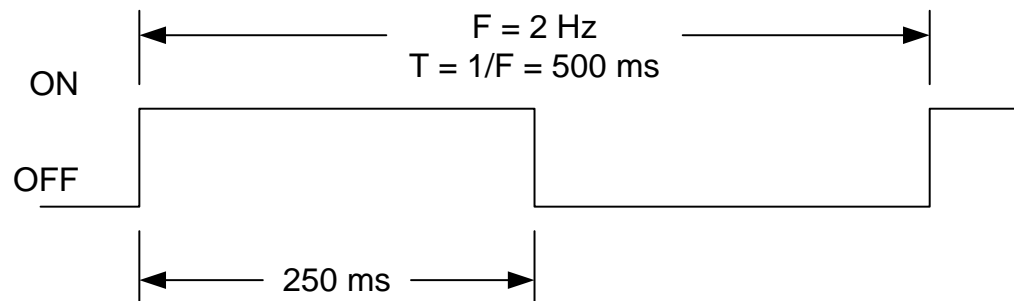 F = 2 Hz
T = 1/F = 500 ms
ON
OFF
250 ms